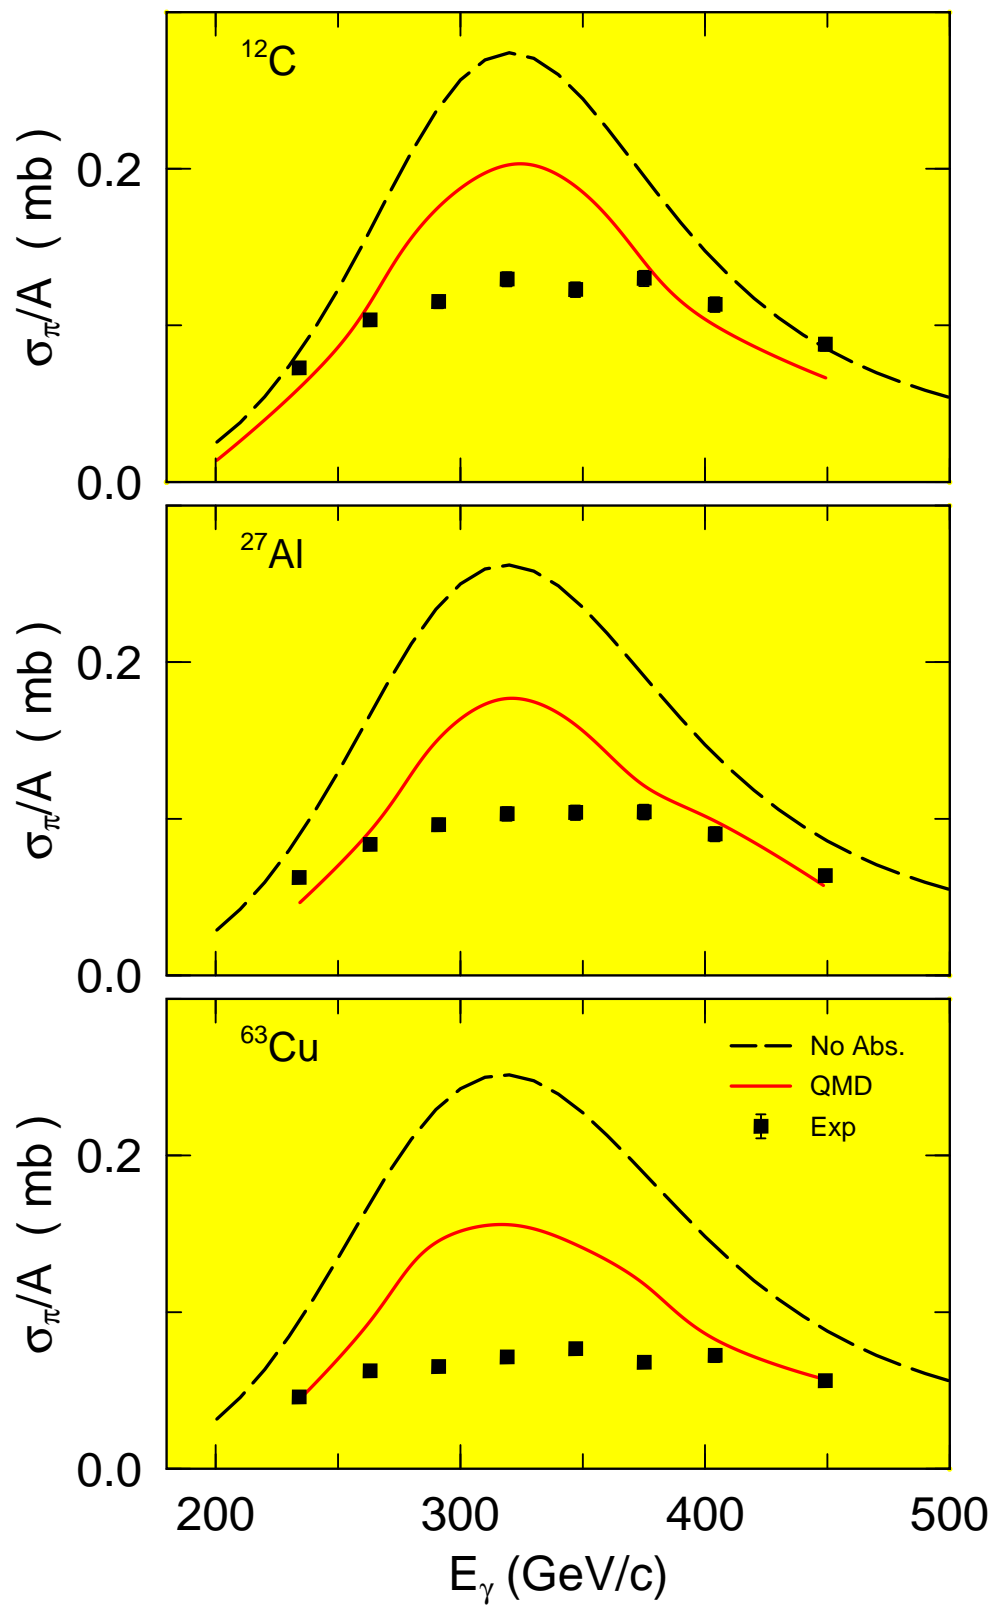 ¹²C
0.2
0.0
σπ/A ( mb )
²⁷Al
0.2
0.0
σπ/A ( mb )
⁶³Cu
No Abs.
QMD
Exp
0.2
0.0
σπ/A ( mb )
200 300 400 500
Eγ (GeV/c)